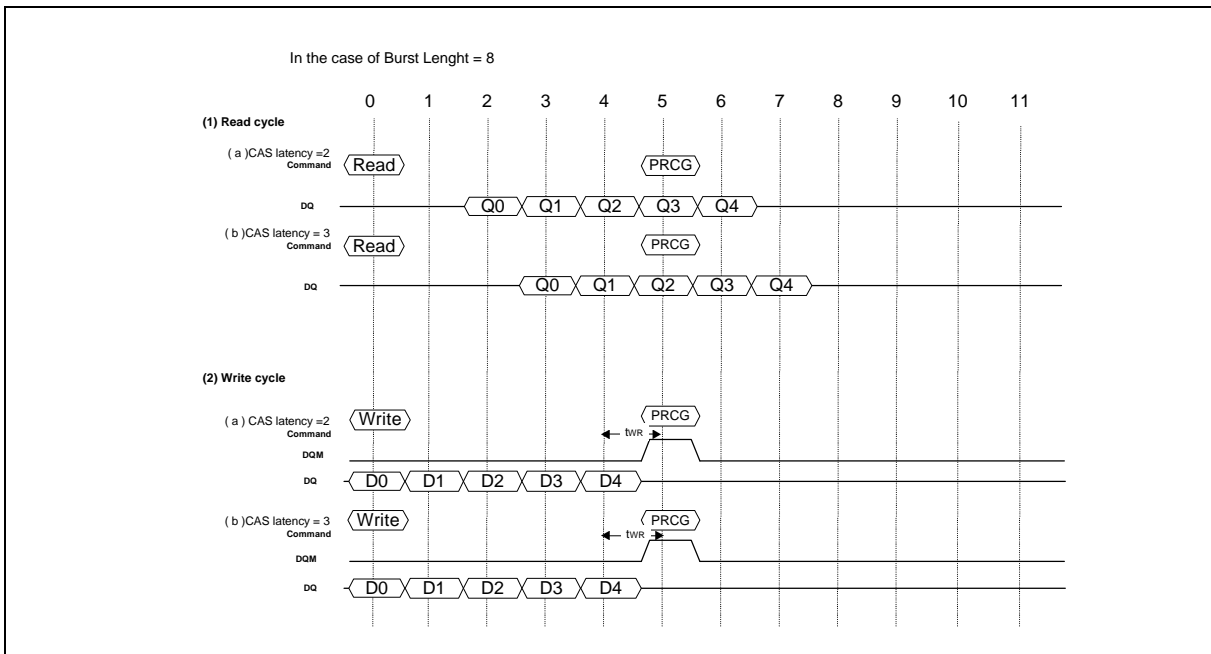 In the case of Burst Lenght = 8
0 1 2 3 4 5 6 7 8 9 10 11
(1) Read cycle
( a )CAS latency =2
Command Read PRCG
DQ Q0 Q1 Q2 Q3 Q4
( b )CAS latency = 3
Command Read PRCG
DQ Q0 Q1 Q2 Q3 Q4
(2) Write cycle
( a ) CAS latency =2
Command Write PRCG
tWR
DQM
DQ D0 D1 D2 D3 D4
( b )CAS latency = 3
Command Write PRCG
tWR
DQM
DQ D0 D1 D2 D3 D4